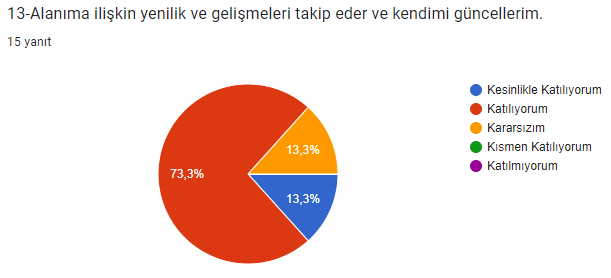 13-Alanıma ilişkin yenilik ve gelişmeleri takip eder ve kendimi güncellerim.
15 yanıt
Kesinlikle Katılıyorum
Katılıyorum
Kararsızım
Kısmen Katılıyorum
Katılmıyorum
13,3%
73,3%
13,3%